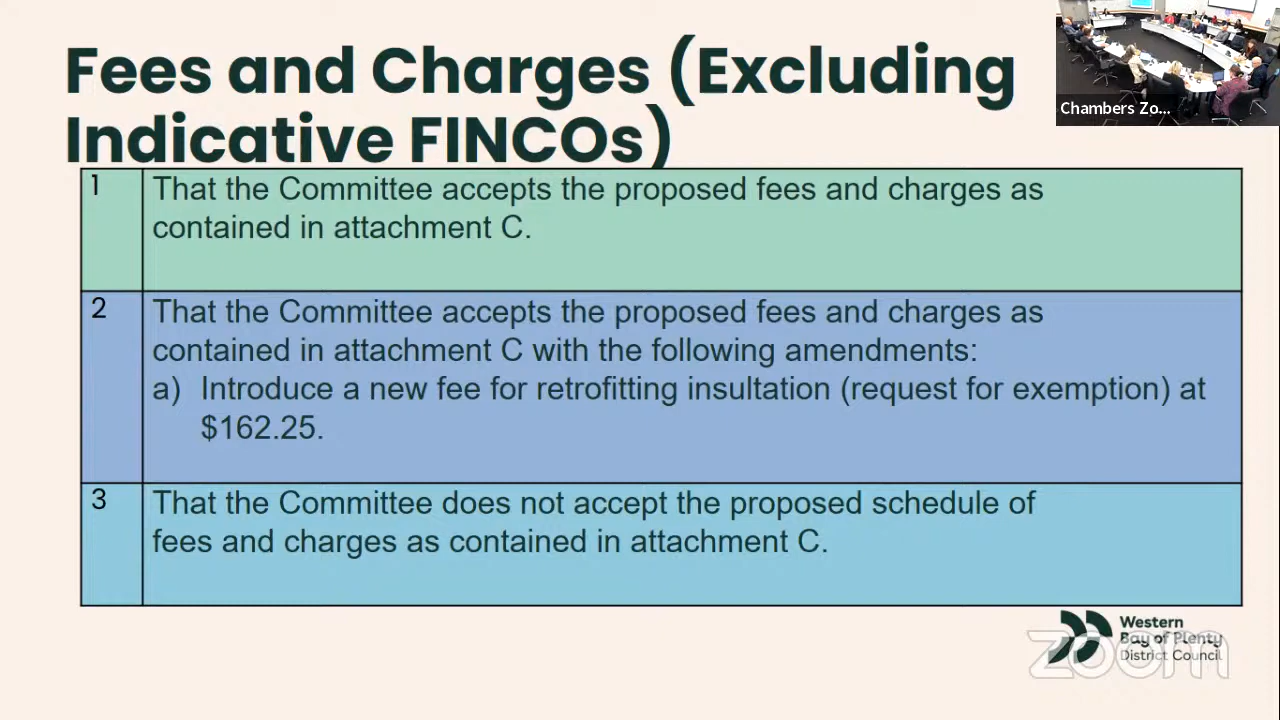 Fees and Charges (Excluding
Indicative FINCOs)
Chambers Zo...
1
That the Committee accepts the proposed fees and charges as
contained in attachment C.
2
That the Committee accepts the proposed fees and charges as
contained in attachment C with the following amendments:
a) Introduce a new fee for retrofitting insultation (request for exemption) at
$162.25.
3
That the Committee does not accept the proposed schedule of
fees and charges as contained in attachment C.
Western
Bay of Plenty
District Council
zoom